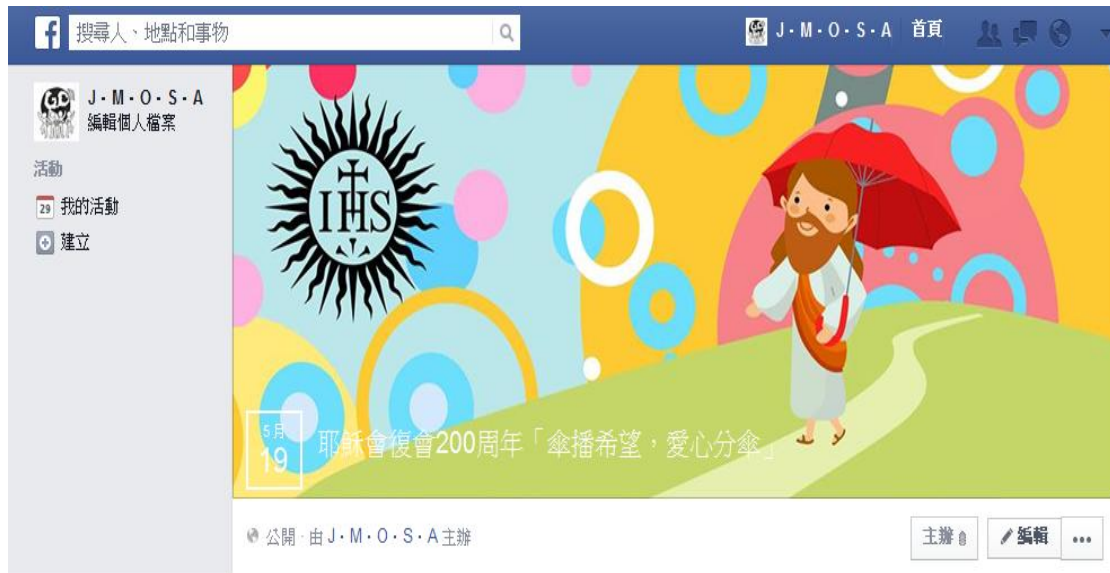 搜尋人、地點和事物
J・M・O・S・A 首頁
J・M・O・S・A
編輯個人檔案
活動
29 我的活動
建立
IHS
5月
19
耶穌會復會200周年「傘播希望，愛心分傘」
公開・由 J・M・O・S・A 主辦
主辦
編輯